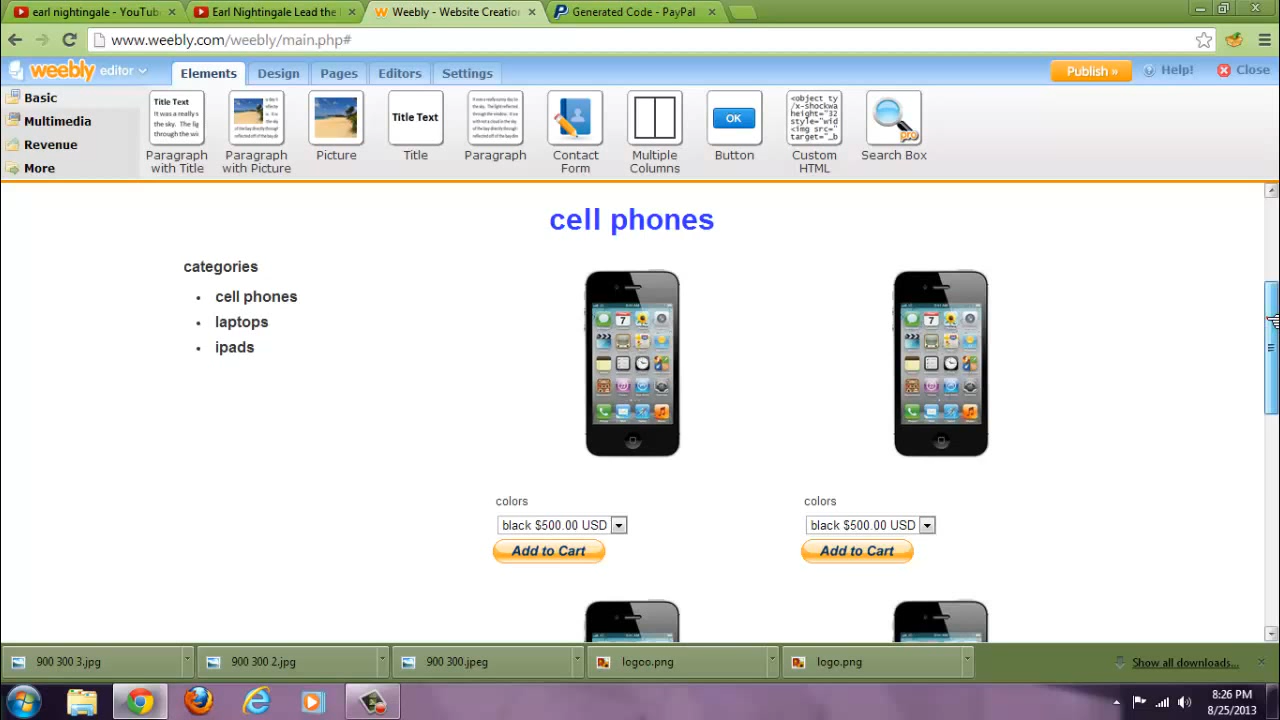 earl nightingale - YouTub
Earl Nightingale Lead the
Weebly - Website Creation
Generated Code - PayPal
www.weebly.com/weebly/main.php#
weebly editor
Elements
Design
Pages
Editors
Settings
Publish »
Help!
Close
Basic
Multimedia
Revenue
More
Title Text
Title Text
OK
pro
Paragraph with Title
Paragraph with Picture
Picture
Title
Paragraph
Contact Form
Multiple Columns
Button
Custom HTML
Search Box
cell phones
categories
• cell phones
• laptops
• ipads
colors
black $500.00 USD
Add to Cart
colors
black $500.00 USD
Add to Cart
900 300 3.jpg
900 300 2.jpg
900 300.jpeg
logoo.png
logo.png
Show all downloads...
8:26 PM
8/25/2013